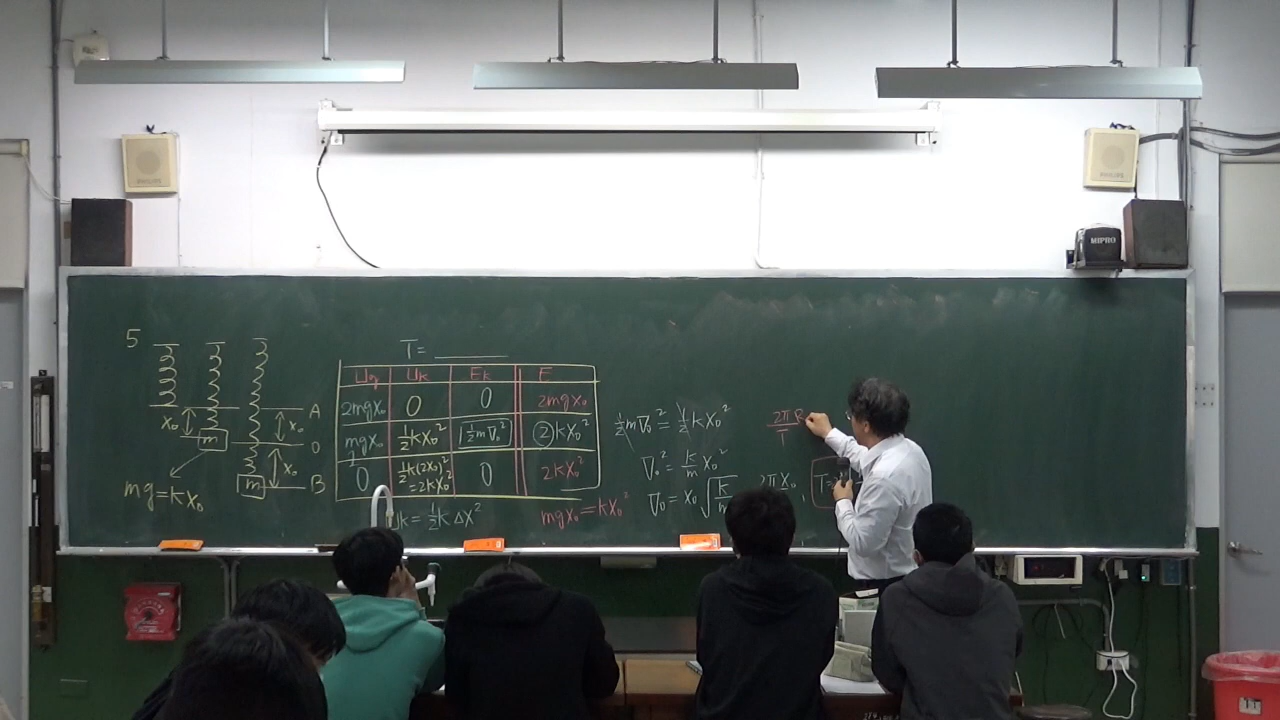 5
T = ______
Ug Uk Ek E
2mgx₀ 0 0 2mgx₀
mgx₀ ½kx₀² ½mv₀² ②kx₀²
0 ½k(2x₀)² 0 2kx₀²
=2kx₀²
x₀ m A
x₀ 0
m x₀ B
mg=kx₀
k = ½kΔx²
mgx₀=kx₀²
½mv₀² = ½kx₀²
v₀² = k/m x₀²
v₀ = x₀
2πR/T
2πx₀
T=
PHILIPS
PHILIPS
MIPRO
11